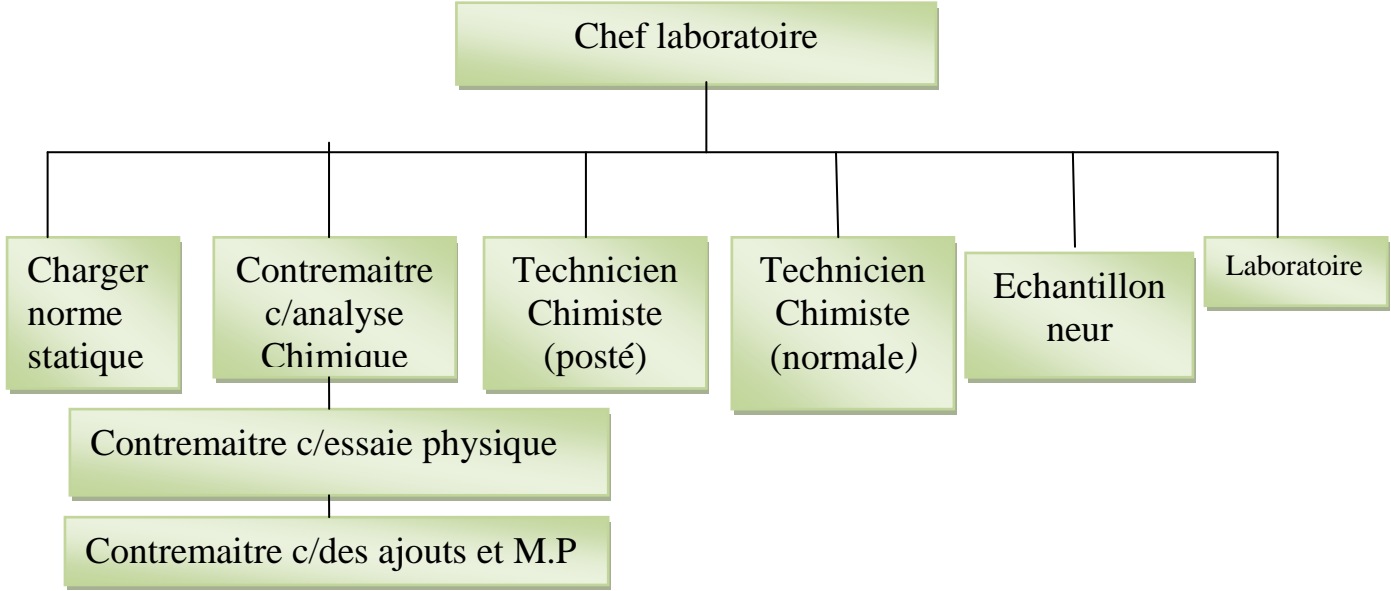 Chef laboratoire
Charger
norme
statique
Contremaitre
c/analyse
Chimique
Technicien
Chimiste
(posté)
Technicien
Chimiste
(normale)
Echantillon
neur
Laboratoire
Contremaitre c/essaie physique
Contremaitre c/des ajouts et M.P